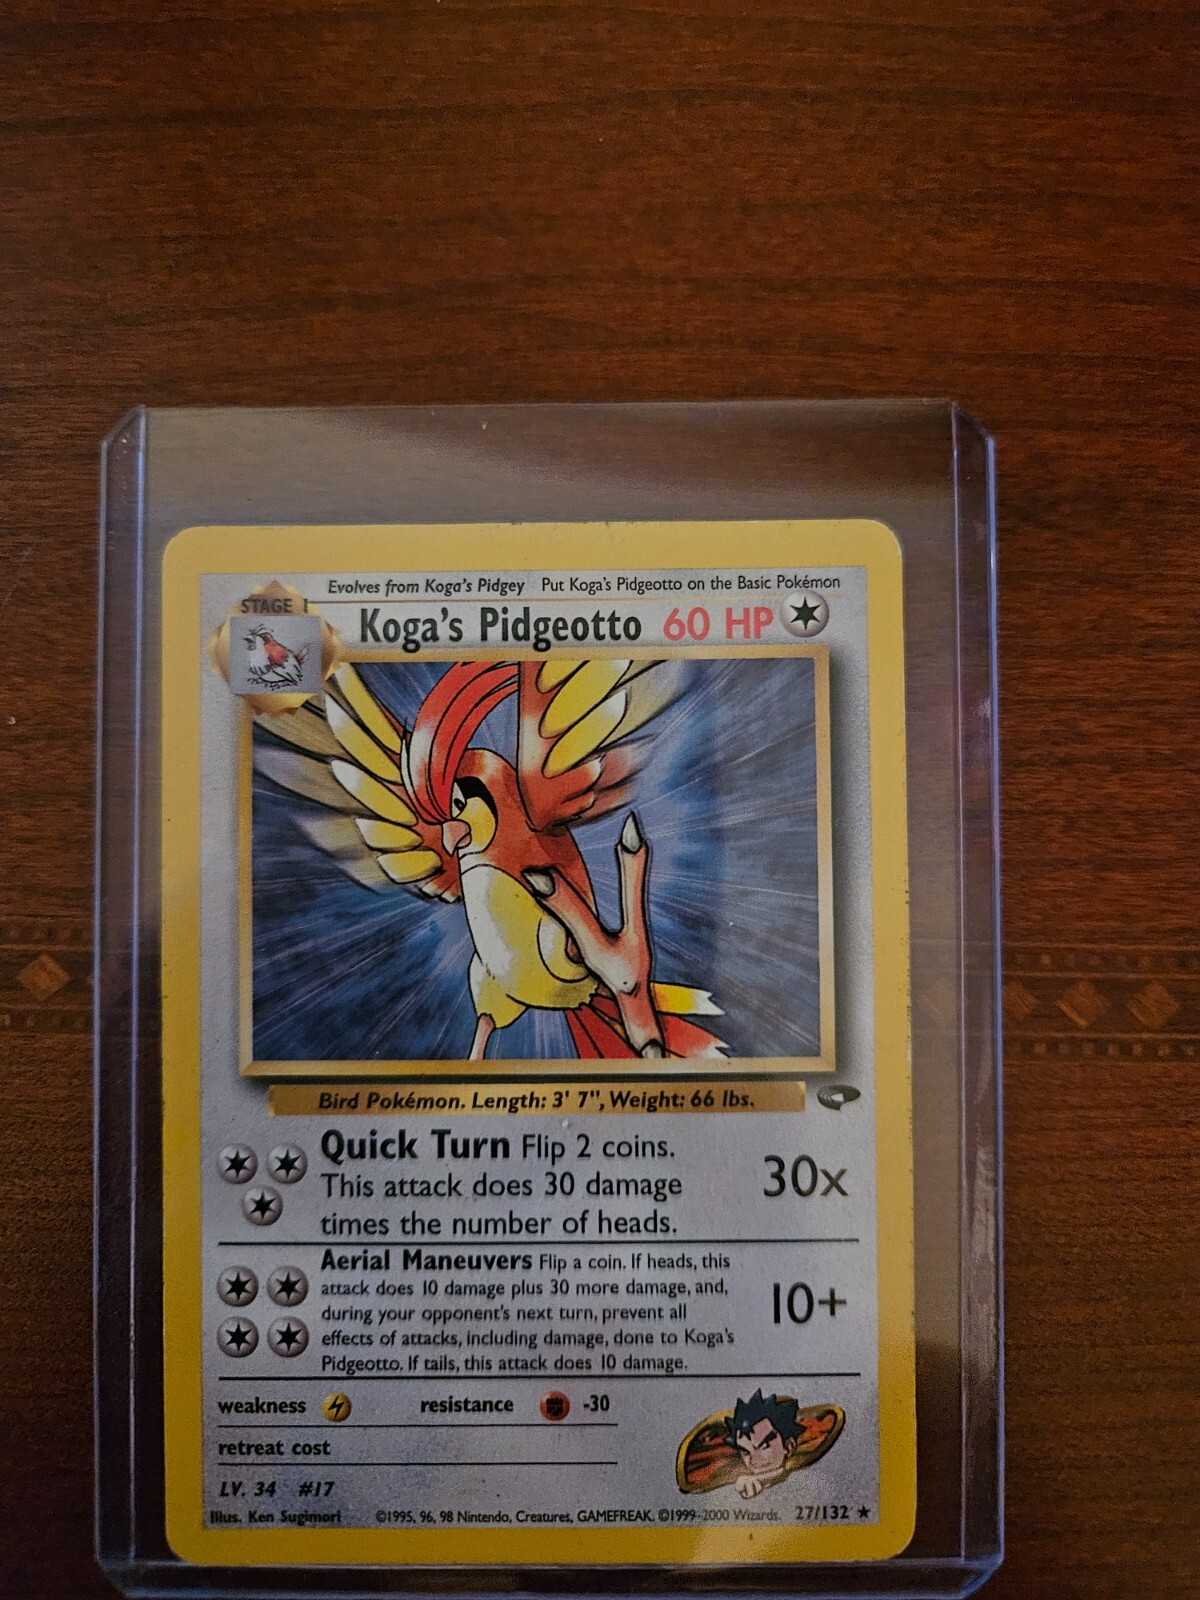 Evolves from Koga's Pidgey Put Koga's Pidgeotto on the Basic Pokémon
STAGE 1
Koga's Pidgeotto 60 HP
Bird Pokémon. Length: 3' 7", Weight: 66 lbs.
Quick Turn Flip 2 coins.
This attack does 30 damage
times the number of heads.
30x
Aerial Maneuvers Flip a coin. If heads, this
attack does 10 damage plus 30 more damage, and,
during your opponent's next turn, prevent all
effects of attacks, including damage, done to Koga's
Pidgeotto. If tails, this attack does 10 damage.
10+
weakness resistance -30
retreat cost
LV. 34 #17
Illus. Ken Sugimori ©1995, 96, 98 Nintendo, Creatures, GAMEFREAK. ©1999-2000 Wizards. 27/132 ★